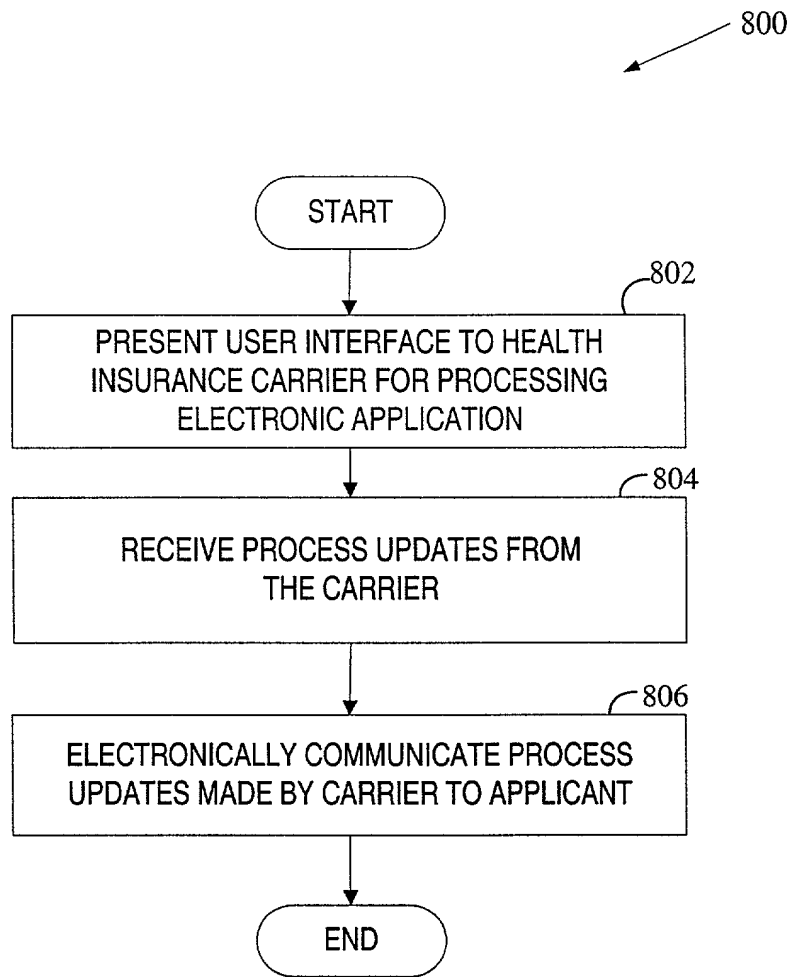 800
START
802
PRESENT USER INTERFACE TO HEALTH
INSURANCE CARRIER FOR PROCESSING
ELECTRONIC APPLICATION
804
RECEIVE PROCESS UPDATES FROM
THE CARRIER
806
ELECTRONICALLY COMMUNICATE PROCESS
UPDATES MADE BY CARRIER TO APPLICANT
END